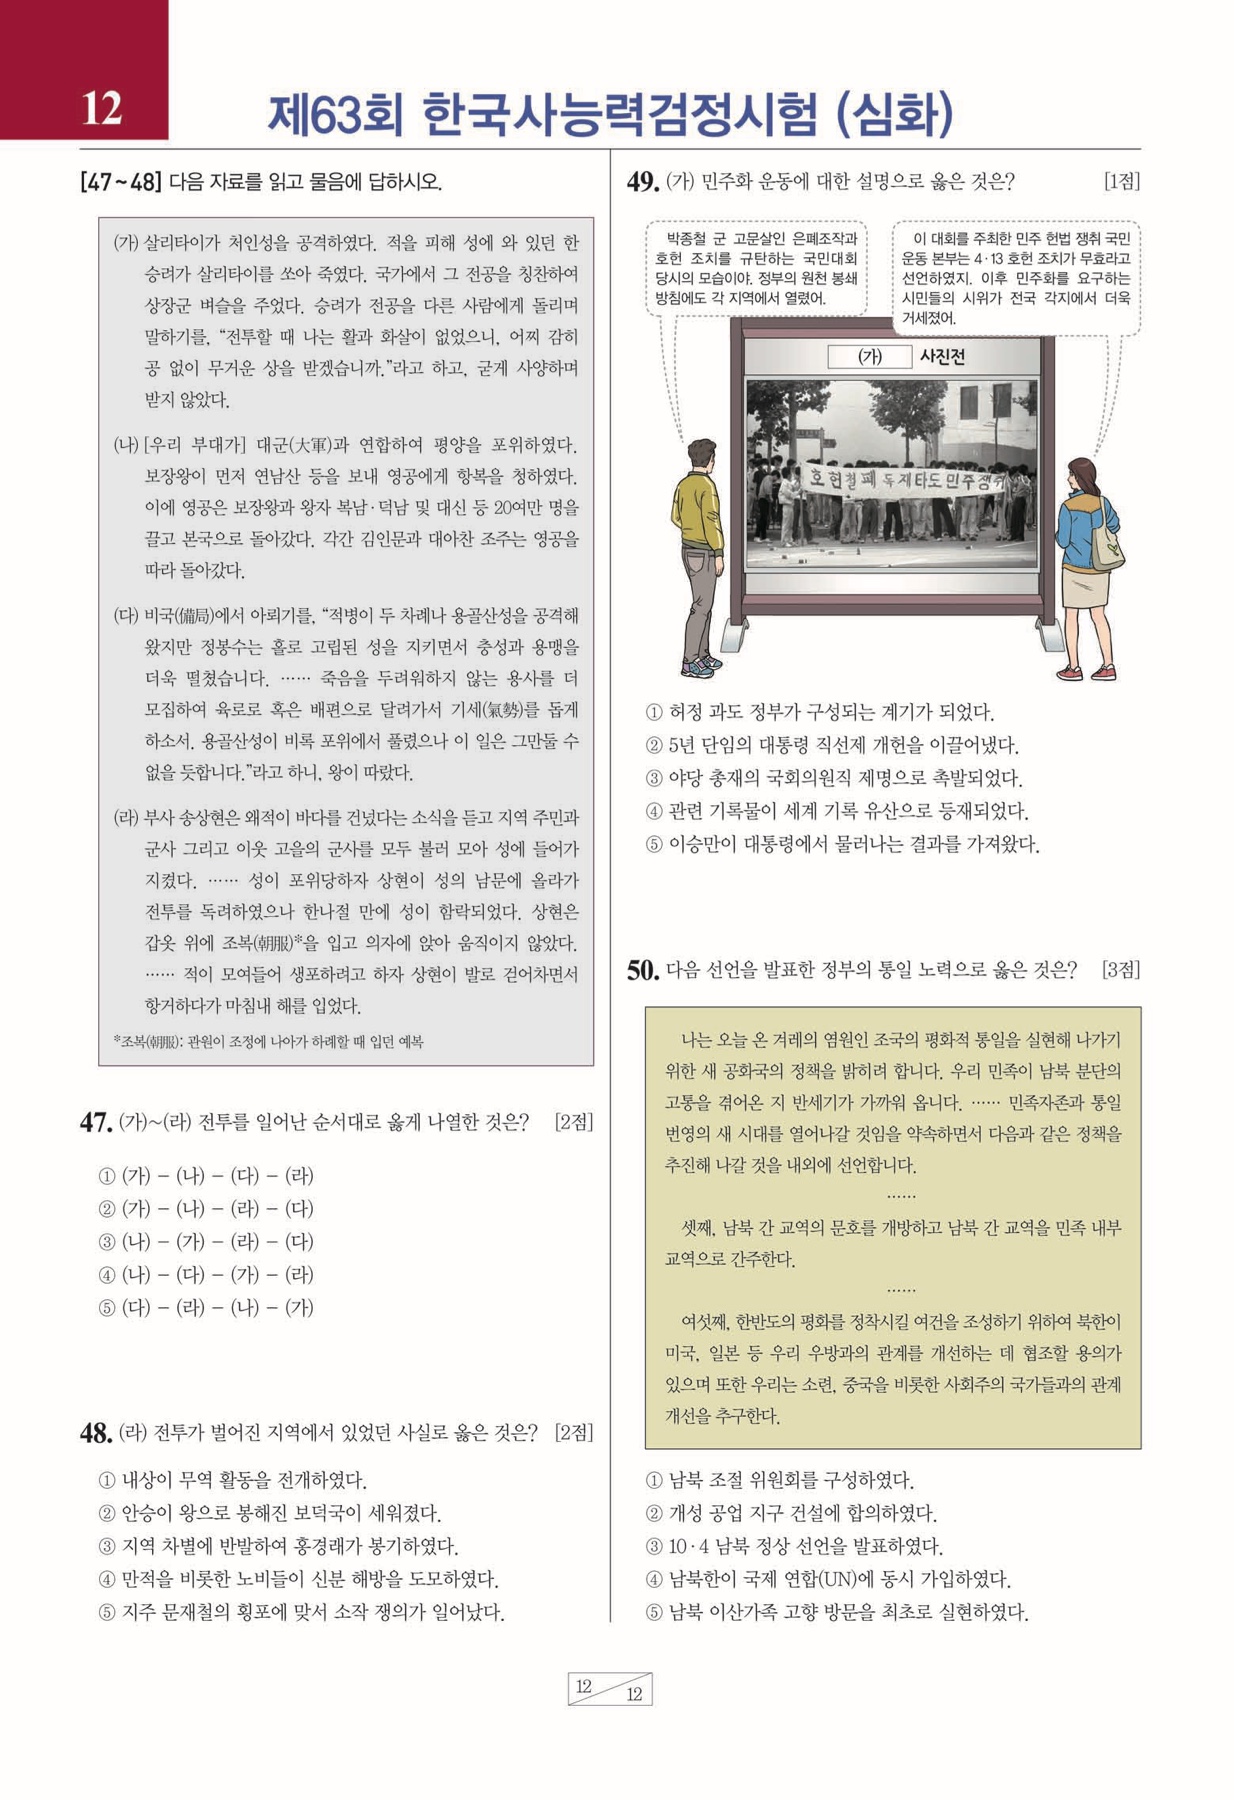 12
제63회 한국사능력검정시험 (심화)
[47~48] 다음 자료를 읽고 물음에 답하시오.
(가) 살리타이가 처인성을 공격하였다. 적을 피해 성에 와 있던 한
승려가 살리타이를 쏘아 죽였다. 국가에서 그 전공을 칭찬하여
상장군 벼슬을 주었다. 승려가 전공을 다른 사람에게 돌리며
말하기를, “전투할 때 나는 활과 화살이 없었으니, 어찌 감히
공 없이 무거운 상을 받겠습니까.”라고 하고, 굳게 사양하며
받지 않았다.
(나) [우리 부대가] 대군(大軍)과 연합하여 평양을 포위하였다.
보장왕이 먼저 연남산 등을 보내 영공에게 항복을 청하였다.
이에 영공은 보장왕과 왕자 복남·덕남 및 대신 등 20여만 명을
끌고 본국으로 돌아갔다. 각간 김인문과 대아찬 조주는 영공을
따라 돌아갔다.
(다) 비국(備局)에서 아뢰기를, “적병이 두 차례나 용골산성을 공격해
왔지만 정봉수는 홀로 고립된 성을 지키면서 충성과 용맹을
더욱 떨쳤습니다. …… 죽음을 두려워하지 않는 용사를 더
모집하여 육로로 혹은 배편으로 달려가서 기세(氣勢)를 돕게
하소서. 용골산성이 비록 포위에서 풀렸으나 이 일은 그만둘 수
없을 듯합니다.”라고 하니, 왕이 따랐다.
(라) 부사 송상현은 왜적이 바다를 건넜다는 소식을 듣고 지역 주민과
군사 그리고 이웃 고을의 군사를 모두 불러 모아 성에 들어가
지켰다. …… 성이 포위당하자 상현이 성의 남문에 올라가
전투를 독려하였으나 한나절 만에 성이 함락되었다. 상현은
갑옷 위에 조복(朝服)*을 입고 의자에 앉아 움직이지 않았다.
…… 적이 모여들어 생포하려고 하자 상현이 발로 걷어차면서
항거하다가 마침내 해를 입었다.
*조복(朝服): 관원이 조정에 나아가 하례할 때 입던 예복
47. (가)~(라) 전투를 일어난 순서대로 옳게 나열한 것은? [2점]
① (가) - (나) - (다) - (라)
② (가) - (나) - (라) - (다)
③ (나) - (가) - (라) - (다)
④ (나) - (다) - (가) - (라)
⑤ (다) - (라) - (나) - (가)
48. (라) 전투가 벌어진 지역에서 있었던 사실로 옳은 것은? [2점]
① 내상이 무역 활동을 전개하였다.
② 안승이 왕으로 봉해진 보덕국이 세워졌다.
③ 지역 차별에 반발하여 홍경래가 봉기하였다.
④ 만적을 비롯한 노비들이 신분 해방을 도모하였다.
⑤ 지주 문재철의 횡포에 맞서 소작 쟁의가 일어났다.
49. (가) 민주화 운동에 대한 설명으로 옳은 것은? [1점]
박종철 군 고문살인 은폐조작과
호헌 조치를 규탄하는 국민대회
당시의 모습이야. 정부의 원천 봉쇄
방침에도 각 지역에서 열렸어.
이 대회를 주최한 민주 헌법 쟁취 국민
운동 본부는 4·13 호헌 조치가 무효라고
선언하였지. 이후 민주화를 요구하는
시민들의 시위가 전국 각지에서 더욱
거세졌어.
(가) 사진전
호헌철폐 독재타도 민주쟁취
① 허정 과도 정부가 구성되는 계기가 되었다.
② 5년 단임의 대통령 직선제 개헌을 이끌어냈다.
③ 야당 총재의 국회의원직 제명으로 촉발되었다.
④ 관련 기록물이 세계 기록 유산으로 등재되었다.
⑤ 이승만이 대통령에서 물러나는 결과를 가져왔다.
50. 다음 선언을 발표한 정부의 통일 노력으로 옳은 것은? [3점]
나는 오늘 온 겨레의 염원인 조국의 평화적 통일을 실현해 나가기
위한 새 공화국의 정책을 밝히려 합니다. 우리 민족이 남북 분단의
고통을 겪어온 지 반세기가 가까워 옵니다. …… 민족자존과 통일
번영의 새 시대를 열어나갈 것임을 약속하면서 다음과 같은 정책을
추진해 나갈 것을 내외에 선언합니다.
……
셋째, 남북 간 교역의 문호를 개방하고 남북 간 교역을 민족 내부
교역으로 간주한다.
……
여섯째, 한반도의 평화를 정착시킬 여건을 조성하기 위하여 북한이
미국, 일본 등 우리 우방과의 관계를 개선하는 데 협조할 용의가
있으며 또한 우리는 소련, 중국을 비롯한 사회주의 국가들과의 관계
개선을 추구한다.
① 남북 조절 위원회를 구성하였다.
② 개성 공업 지구 건설에 합의하였다.
③ 10·4 남북 정상 선언을 발표하였다.
④ 남북한이 국제 연합(UN)에 동시 가입하였다.
⑤ 남북 이산가족 고향 방문을 최초로 실현하였다.
12
12